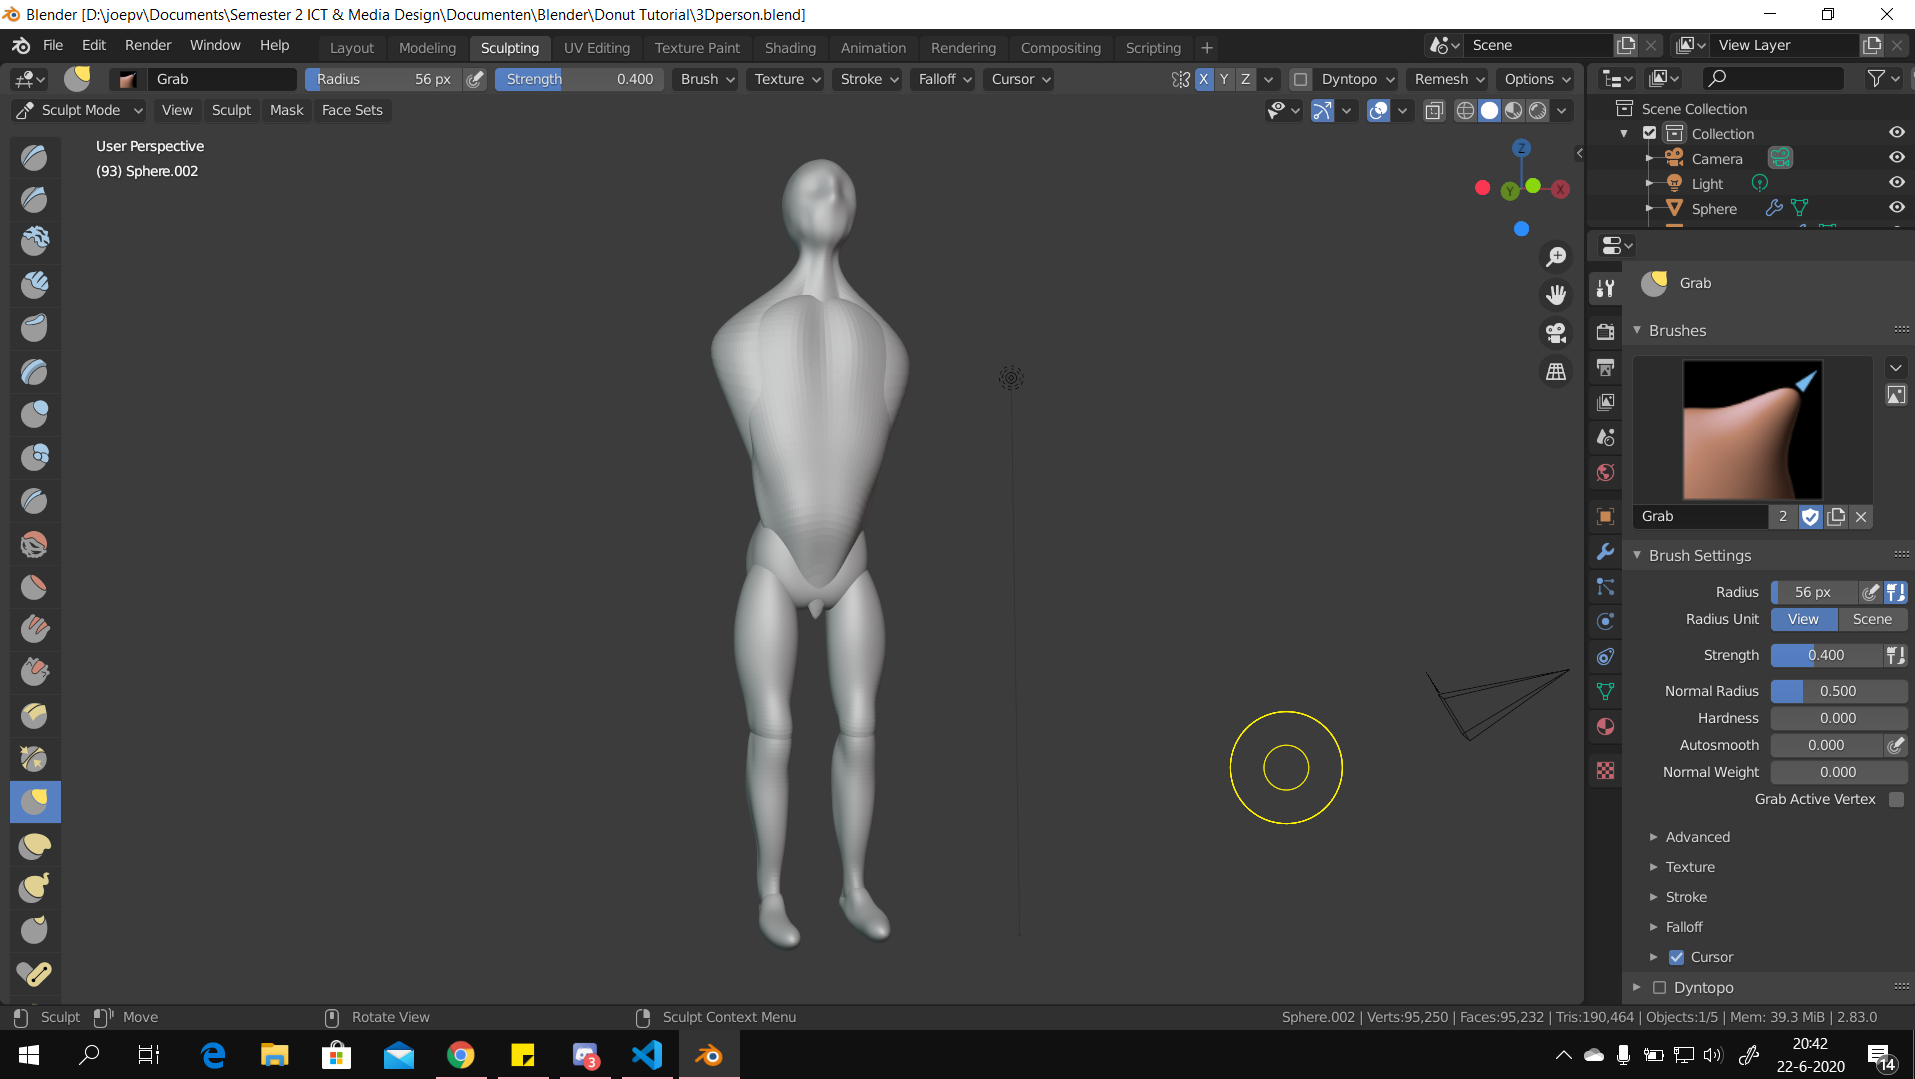 Blender [D:\joepv\Documents\Semester 2 ICT & Media Design\Documenten\Blender\Donut Tutorial\3Dperson.blend]
File Edit Render Window Help Layout Modeling Sculpting UV Editing Texture Paint Shading Animation Rendering Compositing Scripting + Scene View Layer
Grab Radius 56 px Strength 0.400 Brush Texture Stroke Falloff Cursor X Y Z Dyntopo Remesh Options
Sculpt Mode View Sculpt Mask Face Sets
Scene Collection
Collection
Camera
Light
Sphere
User Perspective
(93) Sphere.002
Z
Y
X
Grab
Brushes
Grab 2
Brush Settings
Radius 56 px
Radius Unit View Scene
Strength 0.400
Normal Radius 0.500
Hardness 0.000
Autosmooth 0.000
Normal Weight 0.000
Grab Active Vertex
Advanced
Texture
Stroke
Falloff
Cursor
Dyntopo
Sculpt Move Rotate View Sculpt Context Menu Sphere.002 | Verts:95,250 | Faces:95,232 | Tris:190,464 | Objects:1/5 | Mem: 39.3 MiB | 2.83.0
3
20:42
22-6-2020
14